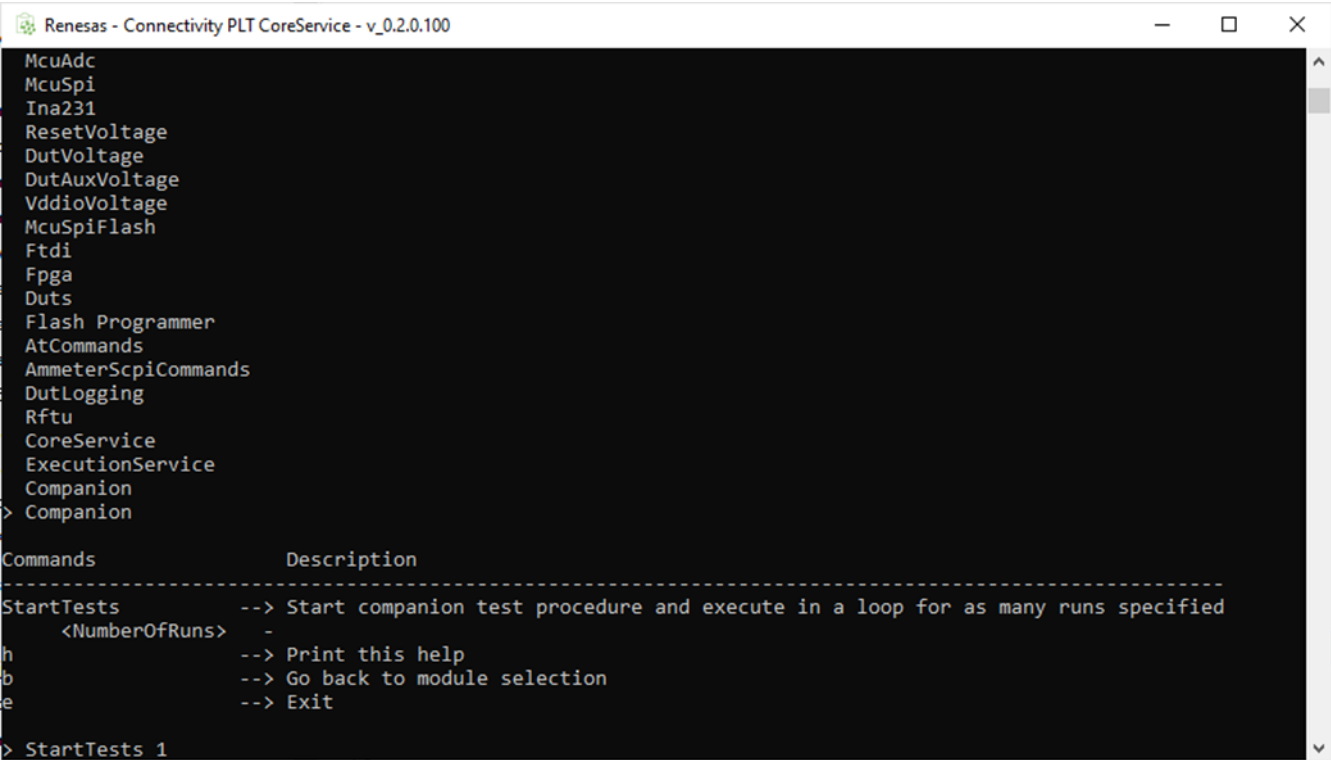 Renesas - Connectivity PLT CoreService - v_0.2.0.100
McuAdc
McuSpi
Ina231
ResetVoltage
DutVoltage
DutAuxVoltage
VddioVoltage
McuSpiFlash
Ftdi
Fpga
Duts
Flash Programmer
AtCommands
AmmeterScpiCommands
DutLogging
Rftu
CoreService
ExecutionService
Companion
> Companion
Commands Description
-------------------------------------------------------------------------------------------------------
StartTests --> Start companion test procedure and execute in a loop for as many runs specified
<NumberOfRuns> -
h --> Print this help
b --> Go back to module selection
e --> Exit
> StartTests 1